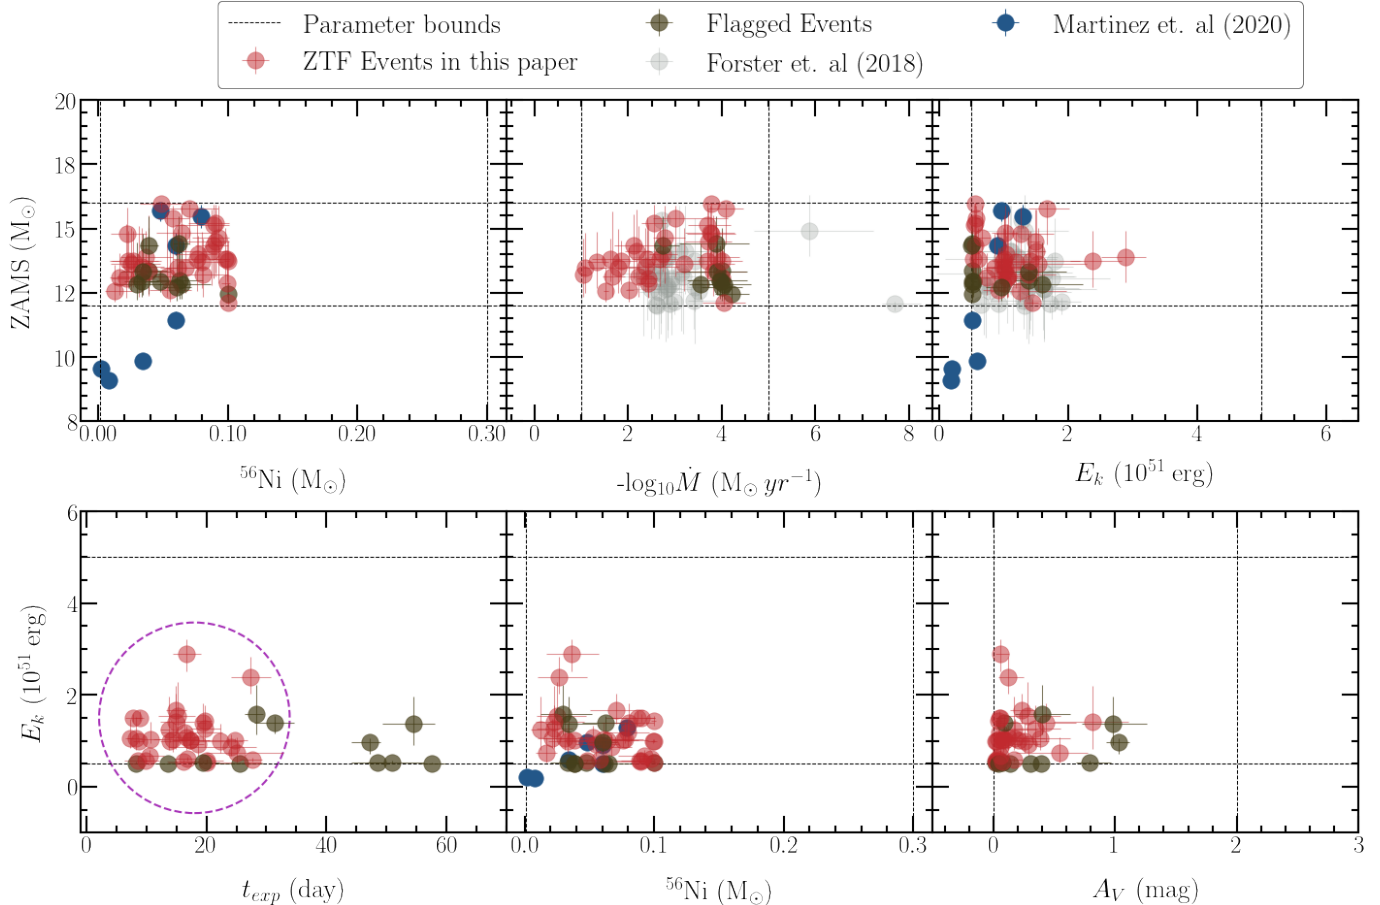 Parameter bounds
Flagged Events
Martinez et. al (2020)
ZTF Events in this paper
Forster et. al (2018)
20
18
15
12
10
8
ZAMS (M⊙)
0.00 0.10 0.20 0.30
0 2 4 6 8
0 2 4 6
⁵⁶Ni (M⊙)
-log₁₀Ṁ (M⊙ yr⁻¹)
E_k (10⁵¹ erg)
6
4
2
0
E_k (10⁵¹ erg)
0 20 40 60
0.0 0.1 0.2 0.3
0 1 2 3
t_exp (day)
⁵⁶Ni (M⊙)
A_V (mag)